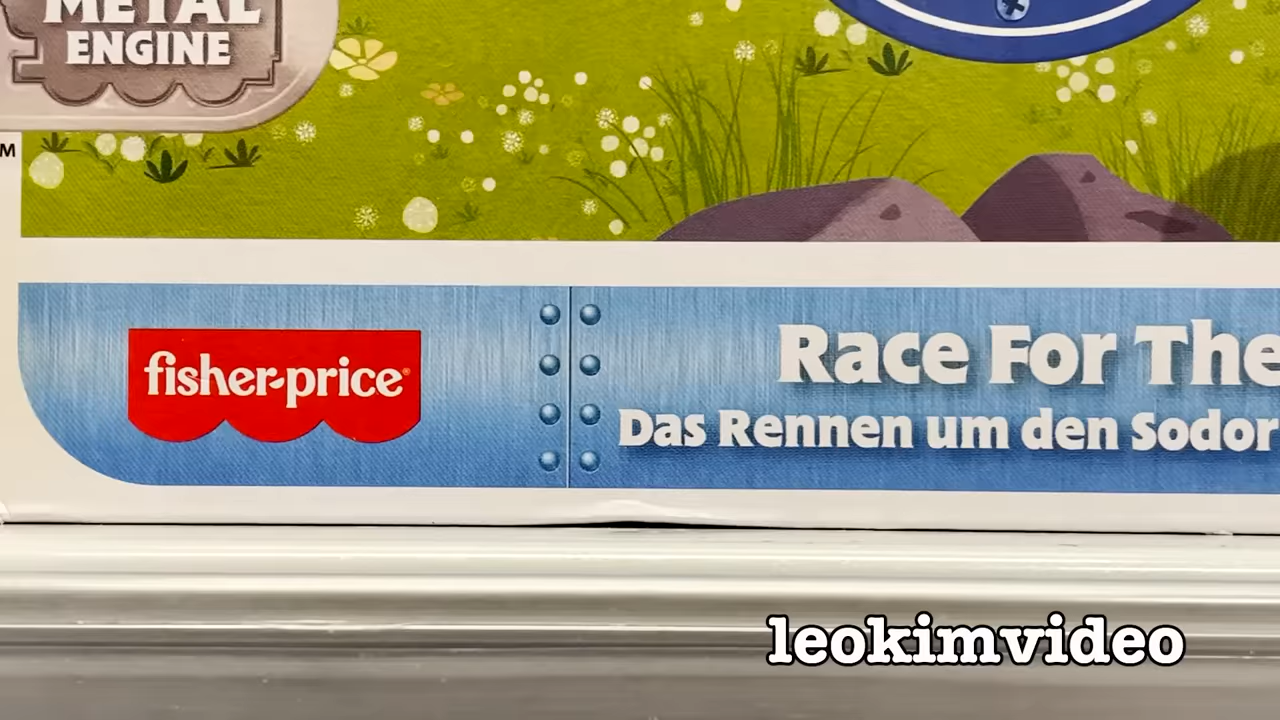 METAL
ENGINE
M
fisher-price®
Race For The
Das Rennen um den Sodor
leokimvideo